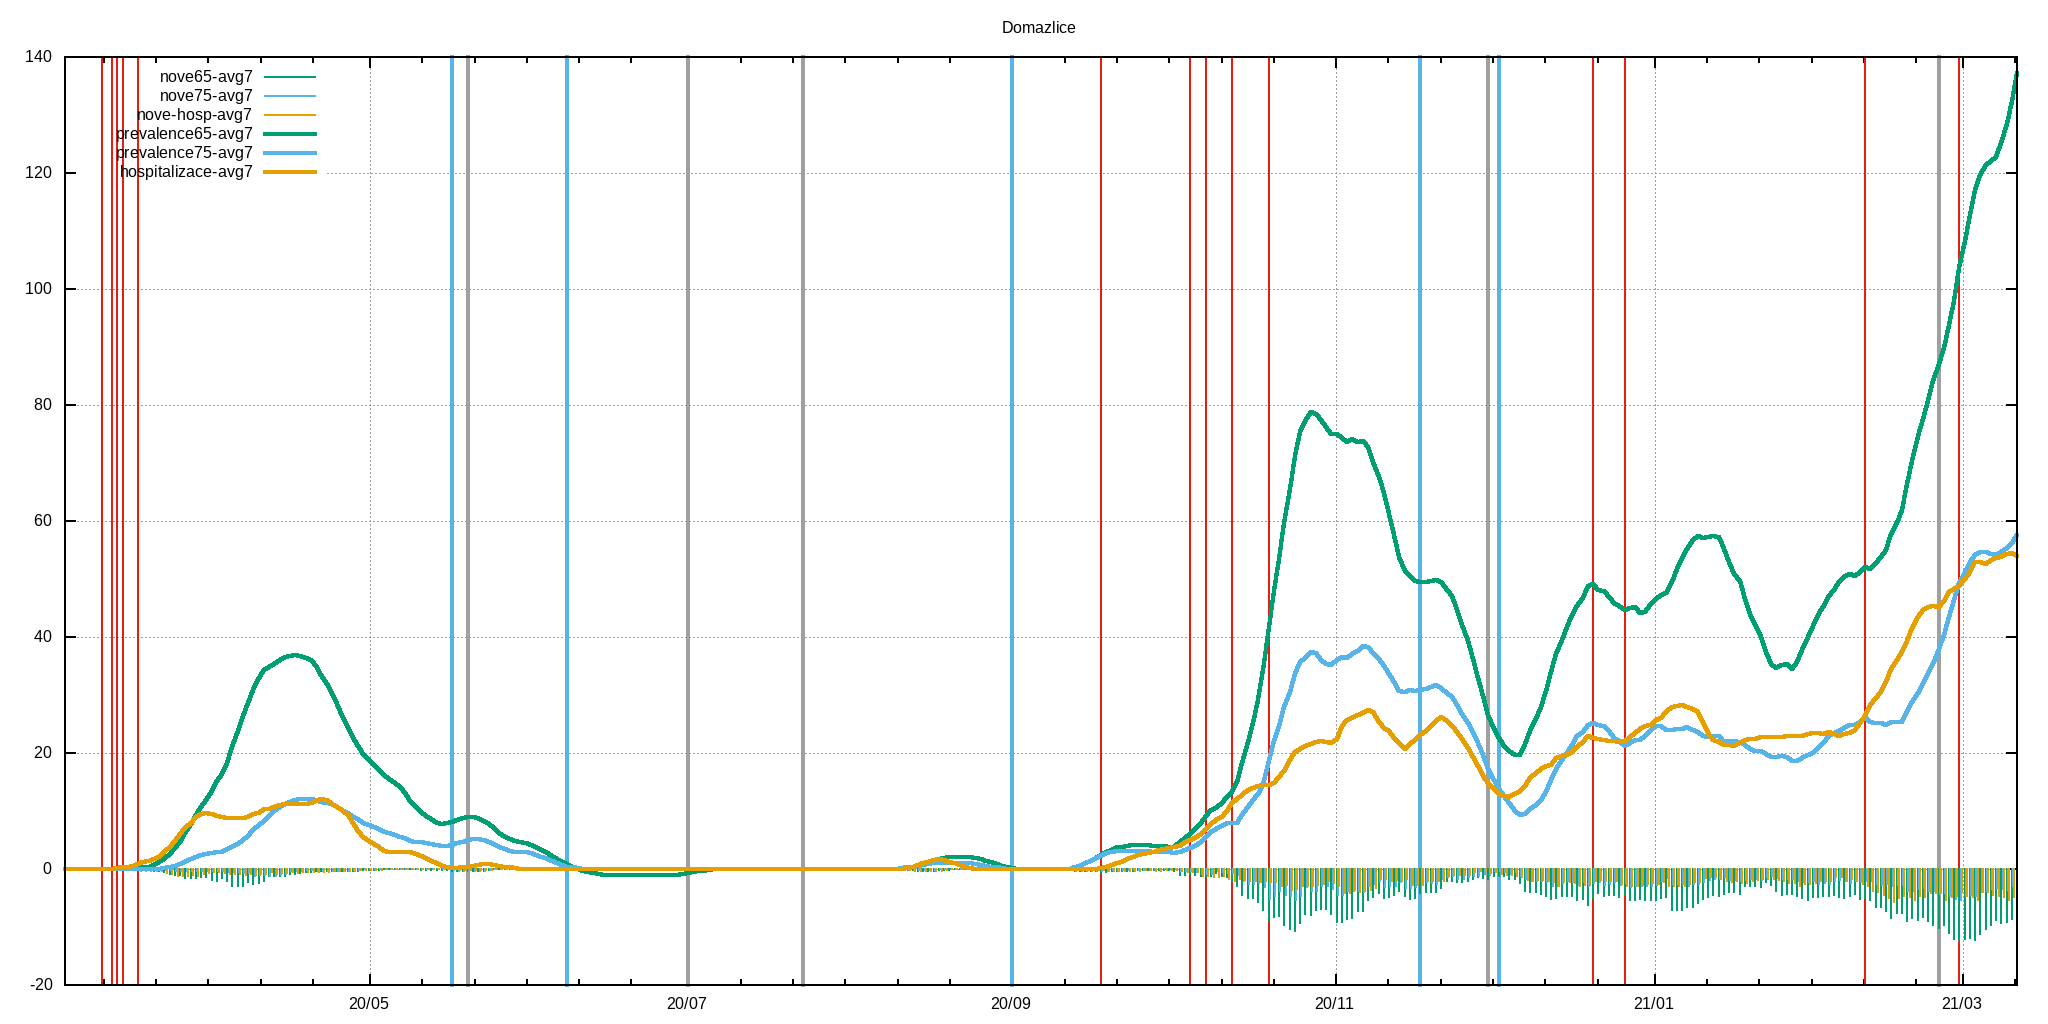 Domazlice
140
120
100
80
60
40
20
0
-20
nove65-avg7
nove75-avg7
nove-hosp-avg7
prevalence65-avg7
prevalence75-avg7
hospitalizace-avg7
20/05 20/07 20/09 20/11 21/01 21/03